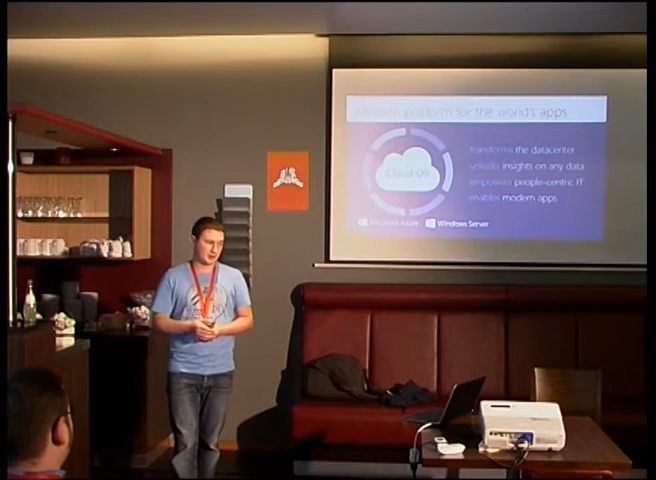 Modern platform for the world's apps
Cloud OS
transforms the datacenter
unlocks insights on any data
empowers people-centric IT
enables modern apps
Windows Azure
Windows Server